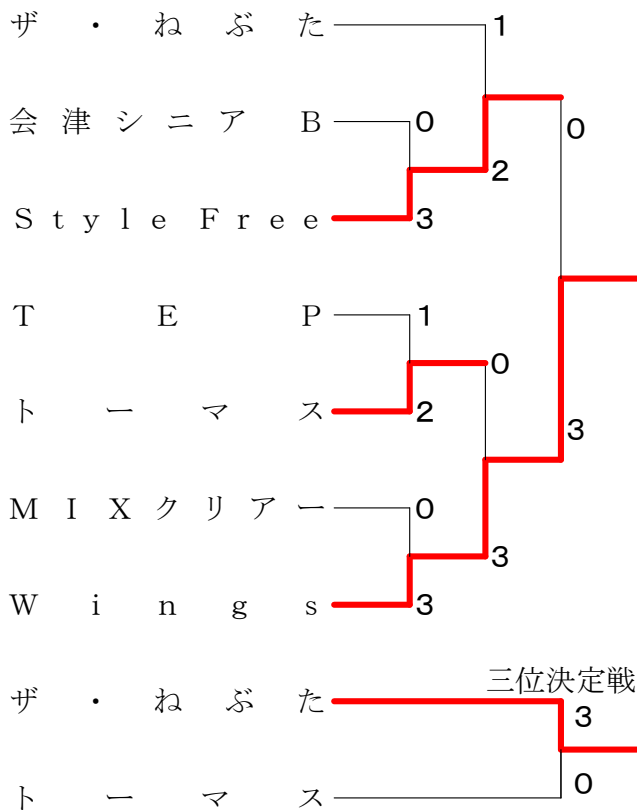 ザ・ねぶた
1
会津シニアB
0
0
2
Style Free
3
TEP
1
0
トーマス
2
3
MIXクリアー
0
3
Wings
3
三位決定戦
ザ・ねぶた
3
0
トーマス